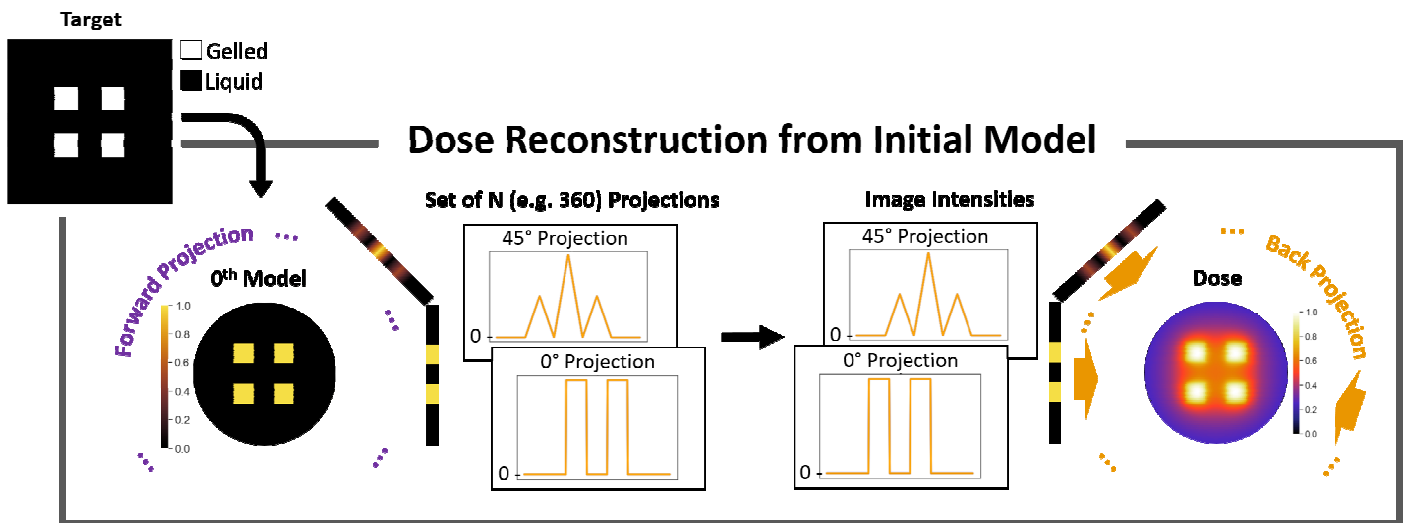 Target
Gelled
Liquid
Dose Reconstruction from Initial Model
Forward Projection
0th Model
1.0
0.8
0.6
0.4
0.2
0.0
Set of N (e.g. 360) Projections
45° Projection
0
0° Projection
0
Image Intensities
45° Projection
0
0° Projection
0
Back Projection
Dose
1.0
0.8
0.6
0.4
0.2
0.0